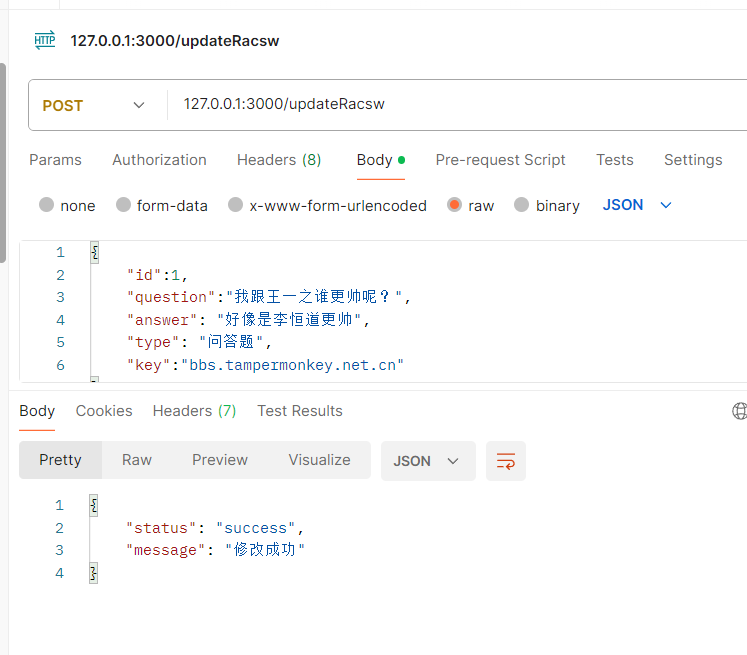 HTTP 127.0.0.1:3000/updateRacsw
POST 127.0.0.1:3000/updateRacsw
Params Authorization Headers (8) Body Pre-request Script Tests Settings
none form-data x-www-form-urlencoded raw binary JSON
1 {
2 "id":1,
3 "question":"我跟王一之谁更帅呢？",
4 "answer": "好像是李恒道更帅",
5 "type": "问答题",
6 "key":"bbs.tampermonkey.net.cn"
Body Cookies Headers (7) Test Results
Pretty Raw Preview Visualize JSON
1 {
2 "status": "success",
3 "message": "修改成功"
4 }